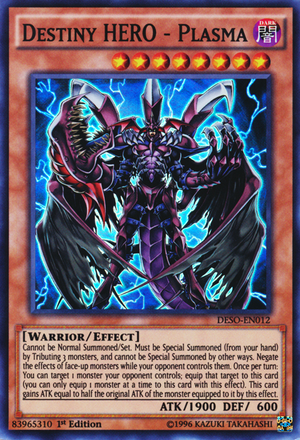 DESTINY HERO - PLASMA
DARK
闇
DESO-EN012
[WARRIOR/EFFECT]
Cannot be Normal Summoned/Set. Must be Special Summoned (from your hand)
by Tributing 3 monsters, and cannot be Special Summoned by other ways. Negate
the effects of face-up monsters while your opponent controls them. Once per turn:
You can target 1 monster your opponent controls; equip that target to this card
(you can only equip 1 monster at a time to this card with this effect). This card
gains ATK equal to half the original ATK of the monster equipped to it by this effect.
ATK/1900 DEF/ 600
83965310 1st Edition ©1996 KAZUKI TAKAHASHI